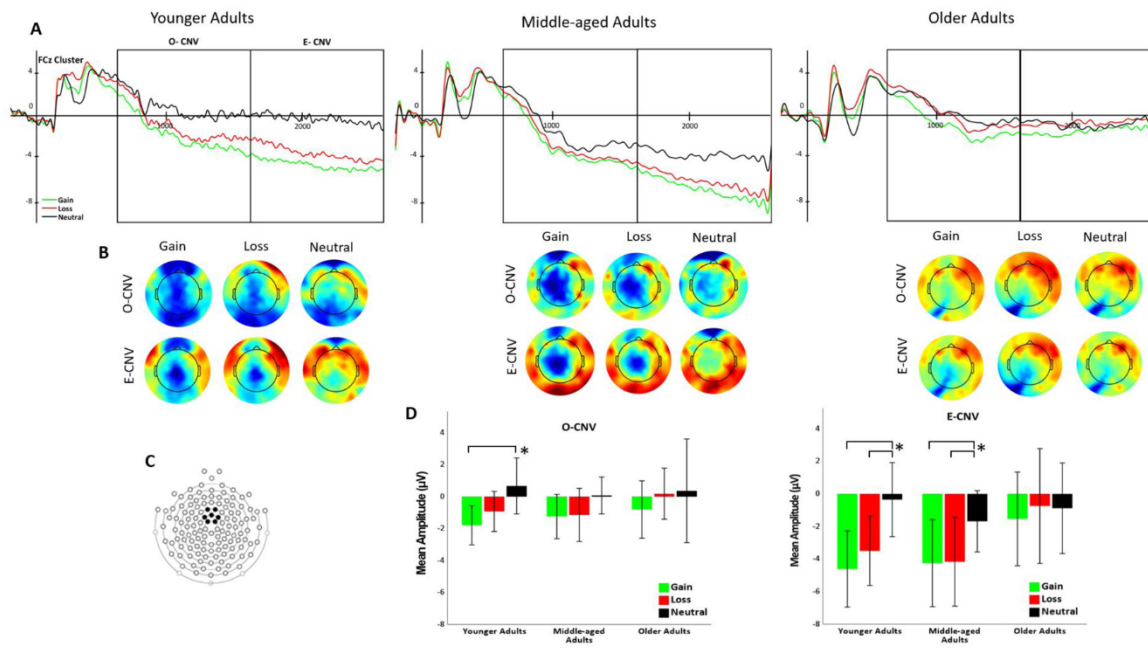 Younger Adults
Middle-aged Adults
Older Adults
A
O- CNV
E- CNV
FCz Cluster
4
0
-4
-8
1000
2000
Gain
Loss
Neutral
4
0
-4
-8
1000
2000
4
0
-4
-8
1000
B
Gain
Loss
Neutral
O-CNV
E-CNV
Gain
Loss
Neutral
O-CNV
E-CNV
Gain
Loss
Neutral
O-CNV
E-CNV
C
D
O-CNV
Mean Amplitude (µV)
4
2
0
-2
-4
-6
-8
*
Gain
Loss
Neutral
Younger Adults
Middle-aged
Adults
Older Adults
E-CNV
Mean Amplitude (µV)
4
2
0
-2
-4
-6
-8
*
*
Gain
Loss
Neutral
Younger Adults
Middle-aged
Adults
Older Adults